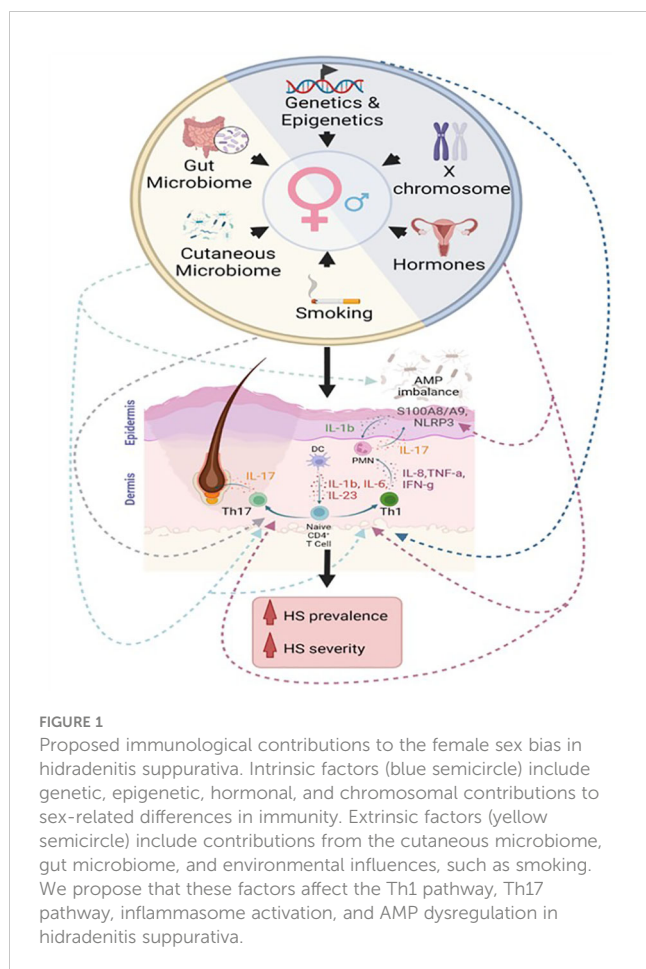 Genetics &
Epigenetics
Gut
Microbiome
X
chromosome
Cutaneous
Microbiome
Hormones
Smoking
AMP
imbalance
Epidermis
S100A8/A9,
NLRP3
IL-1b
DC
PMN
IL-17
Dermis
IL-17
IL-1b, IL-6,
IL-23
IL-8,TNF-a,
IFN-g
Th17
Th1
Naive
CD4+
T Cell
HS prevalence
HS severity
FIGURE 1
Proposed immunological contributions to the female sex bias in
hidradenitis suppurativa. Intrinsic factors (blue semicircle) include
genetic, epigenetic, hormonal, and chromosomal contributions to
sex-related differences in immunity. Extrinsic factors (yellow
semicircle) include contributions from the cutaneous microbiome,
gut microbiome, and environmental influences, such as smoking.
We propose that these factors affect the Th1 pathway, Th17
pathway, inflammasome activation, and AMP dysregulation in
hidradenitis suppurativa.